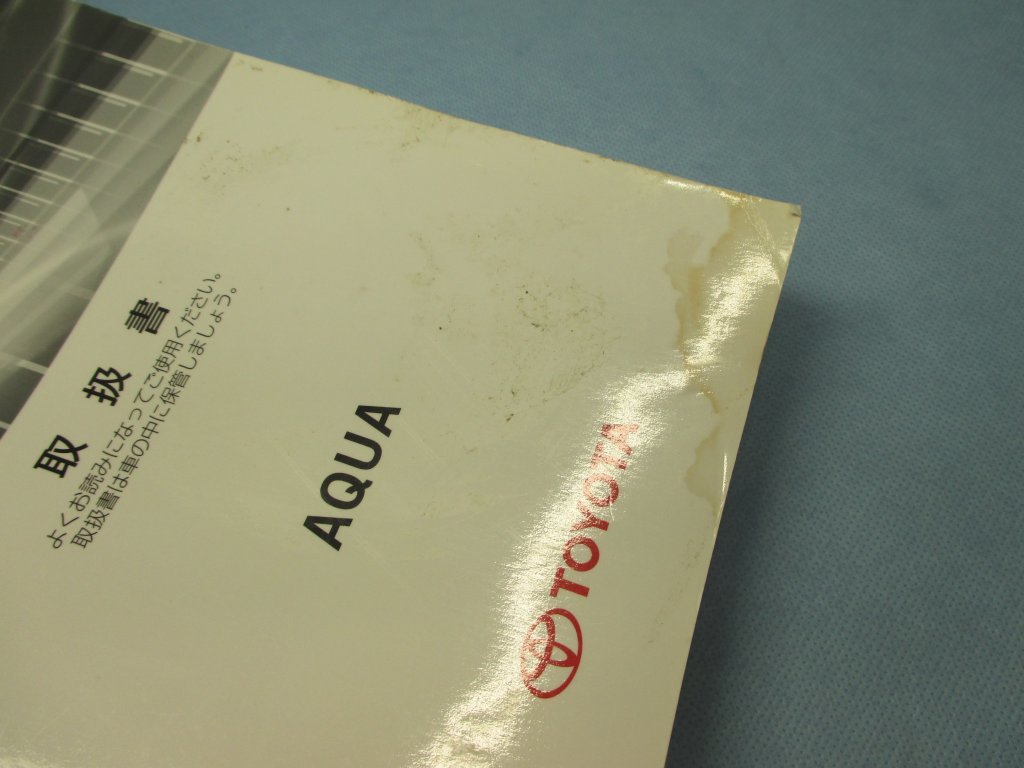 取扱書
よくお読みになってご使用ください。
取扱書は車の中に保管しましょう。
AQUA
TOYOTA